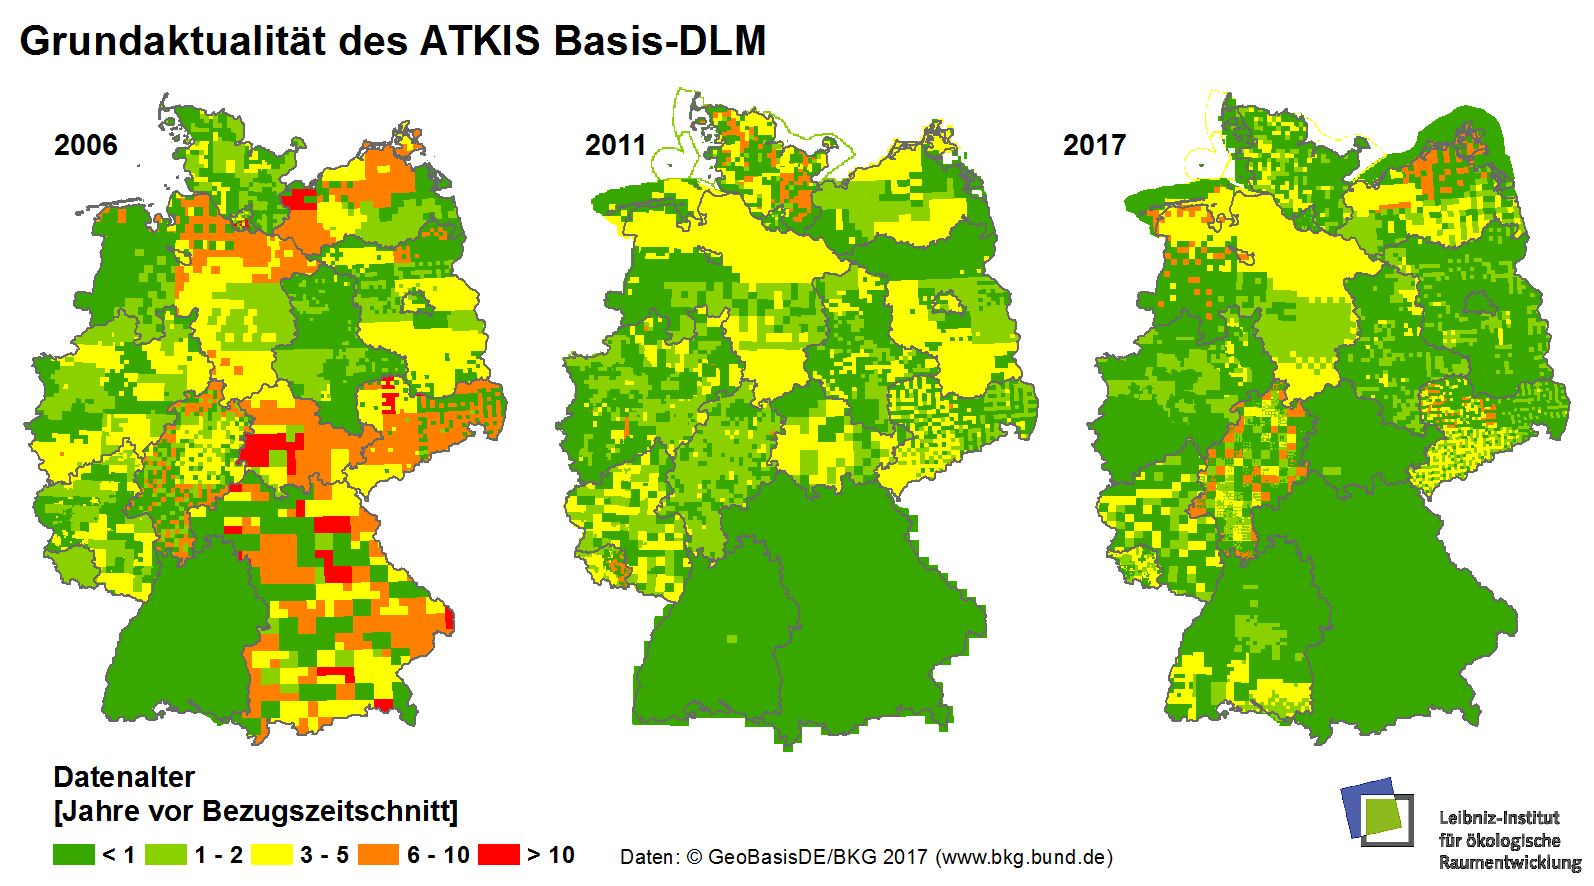 Grundaktualität des ATKIS Basis-DLM
2006
2011
2017
Datenalter
[Jahre vor Bezugszeitschnitt]
< 1
1 - 2
3 - 5
6 - 10
> 10
Daten: © GeoBasisDE/BKG 2017 (www.bkg.bund.de)
Leibniz-Institut
für ökologische
Raumentwicklung